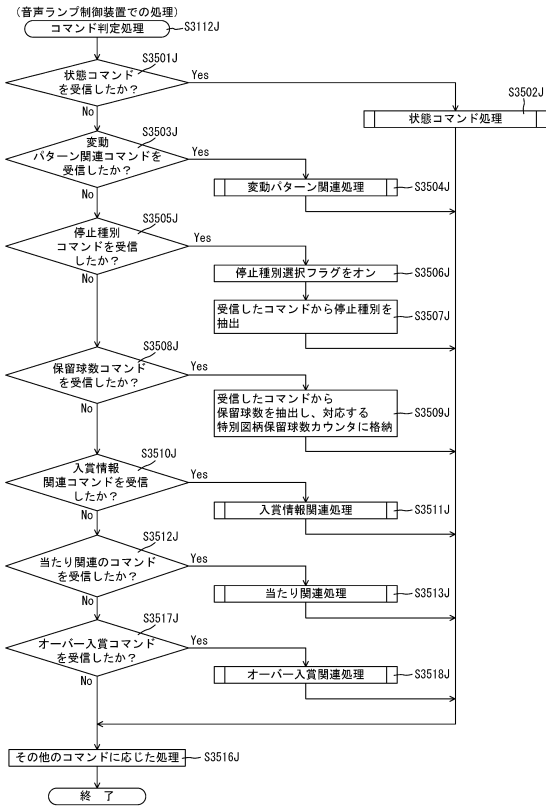 (音声ランプ制御装置での処理)
コマンド判定処理
S3112J
S3501J
状態コマンド
を受信したか?
Yes
No
S3502J
状態コマンド処理
S3503J
変動
パターン関連コマンドを
受信したか?
Yes
No
変動パターン関連処理
S3504J
S3505J
停止種別
コマンドを受信
したか?
Yes
No
停止種別選択フラグをオン
S3506J
受信したコマンドから停止種別を
抽出
S3507J
S3508J
保留球数コマンド
を受信したか?
Yes
No
受信したコマンドから
保留球数を抽出し、対応する
特別図柄保留球数カウンタに格納
S3509J
S3510J
入賞情報
関連コマンドを受信
したか?
Yes
No
入賞情報関連処理
S3511J
S3512J
当たり関連のコマンド
を受信したか?
Yes
No
当たり関連処理
S3513J
S3517J
オーバー入賞コマンド
を受信したか?
Yes
No
オーバー入賞関連処理
S3518J
その他のコマンドに応じた処理
S3516J
終 了